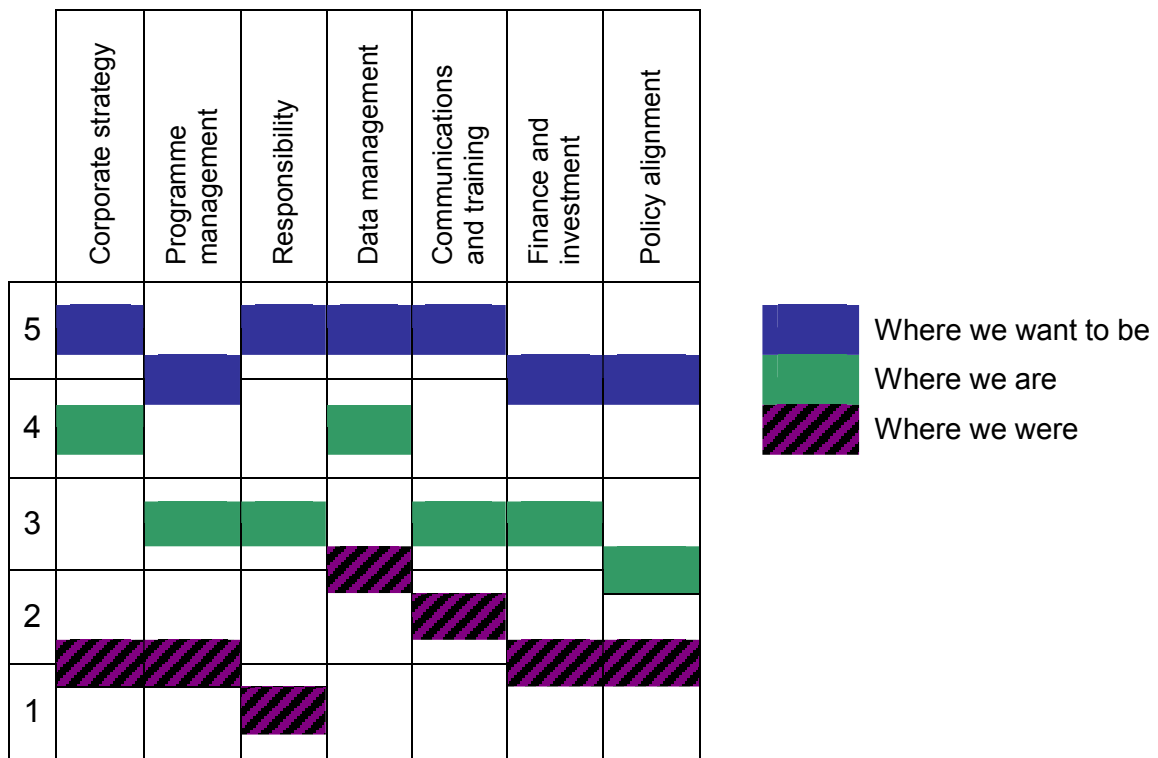 Corporate strategy
Programme
management
Responsibility
Data management
Communications
and training
Finance and
investment
Policy alignment
5
4
3
2
1
Where we want to be
Where we are
Where we were